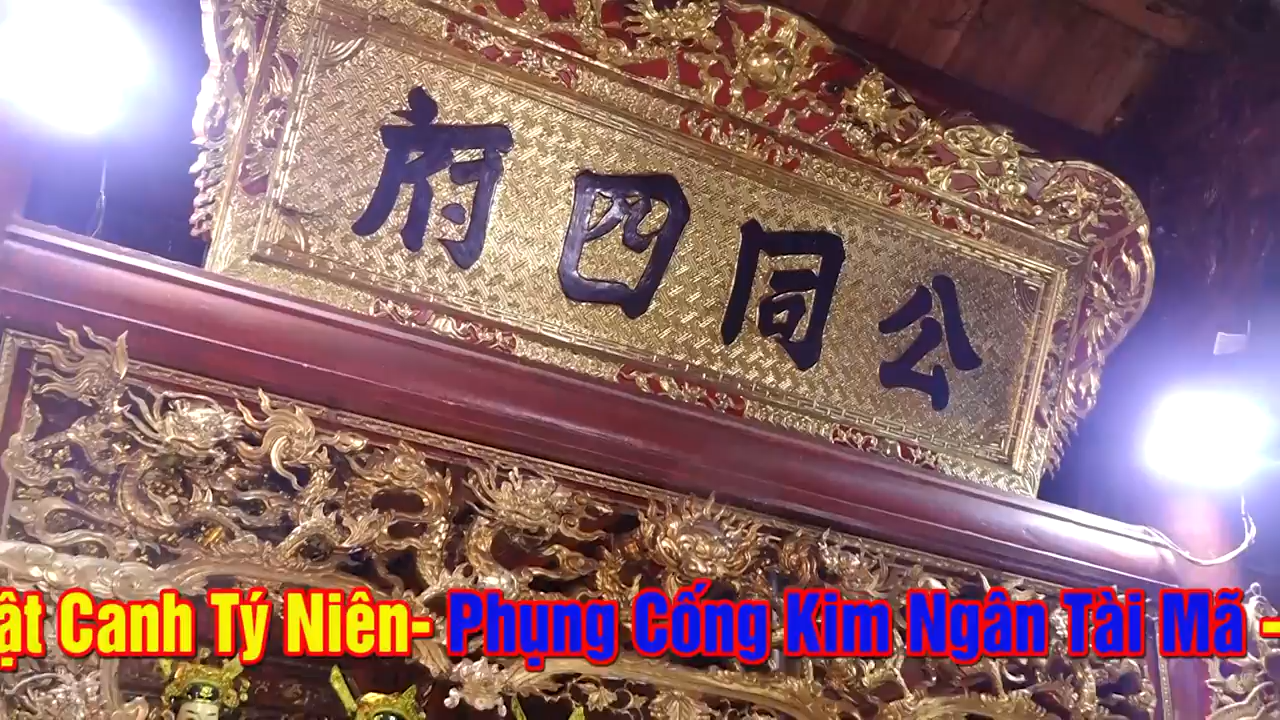 府四同公
ật Canh Tý Niên- Phụng Cống Kim Ngân Tài Mã -